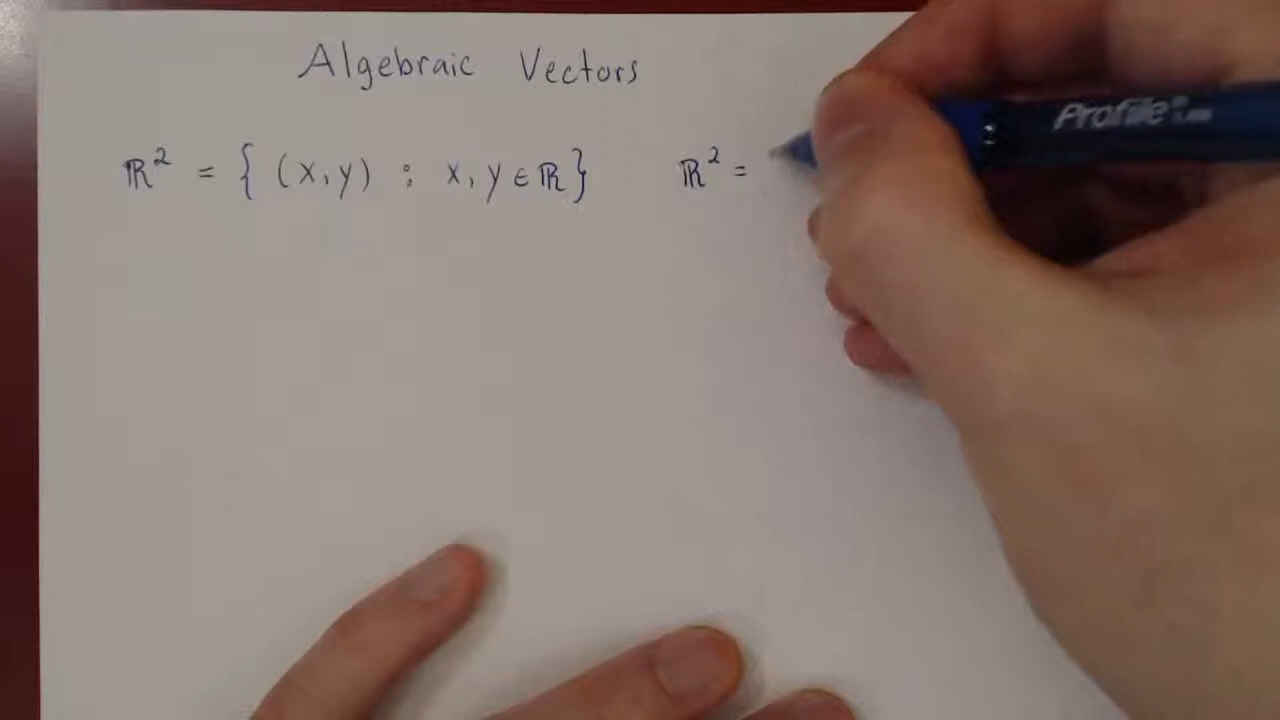 Algebraic Vectors
ℝ² = { (x,y) : x, y ∈ ℝ } ℝ² =
Profile